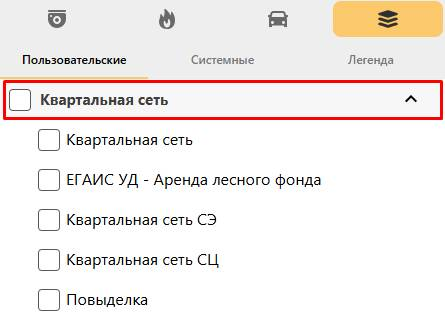 Пользовательские Системные Легенда
Квартальная сеть
Квартальная сеть
ЕГАИС УД - Аренда лесного фонда
Квартальная сеть СЭ
Квартальная сеть СЦ
Повыделка